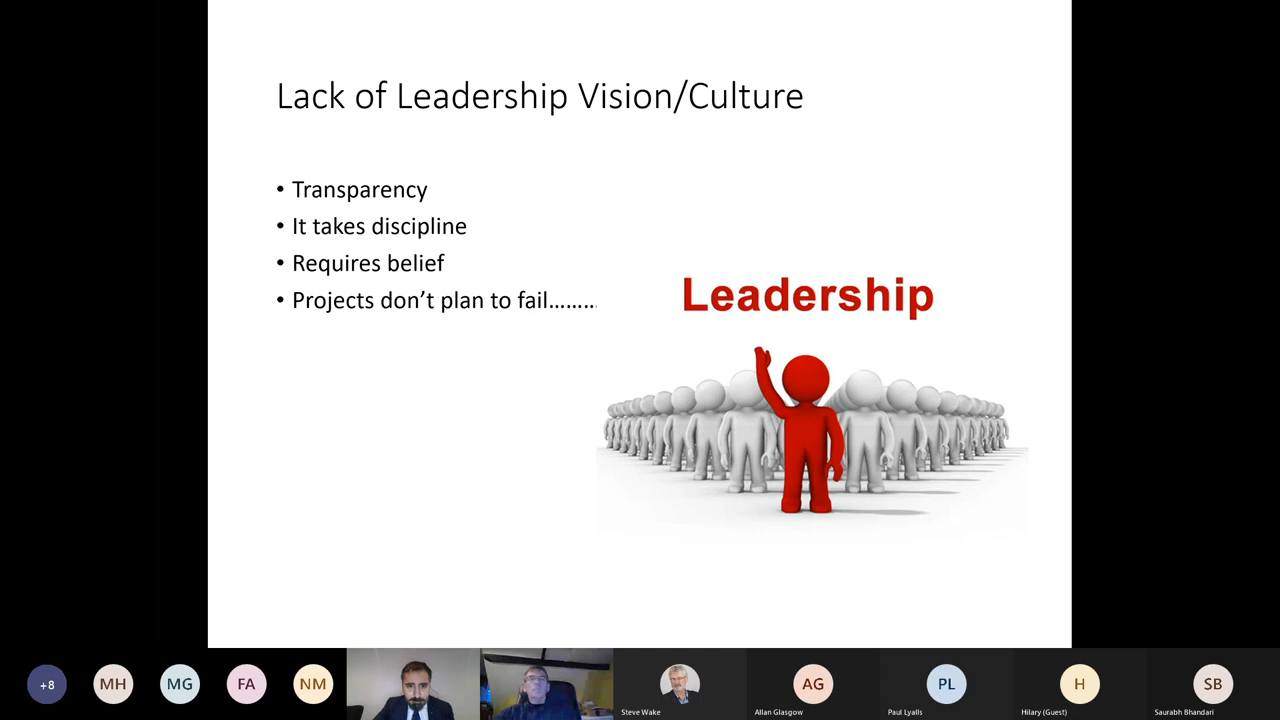 Lack of Leadership Vision/Culture
• Transparency
• It takes discipline
• Requires belief
• Projects don’t plan to fail………
Leadership
+8
MH
MG
FA
NM
Steve Wake
AG
Allan Glasgow
PL
Paul Lyalls
H
Hilary (Guest)
SB
Saurabh Bhandari